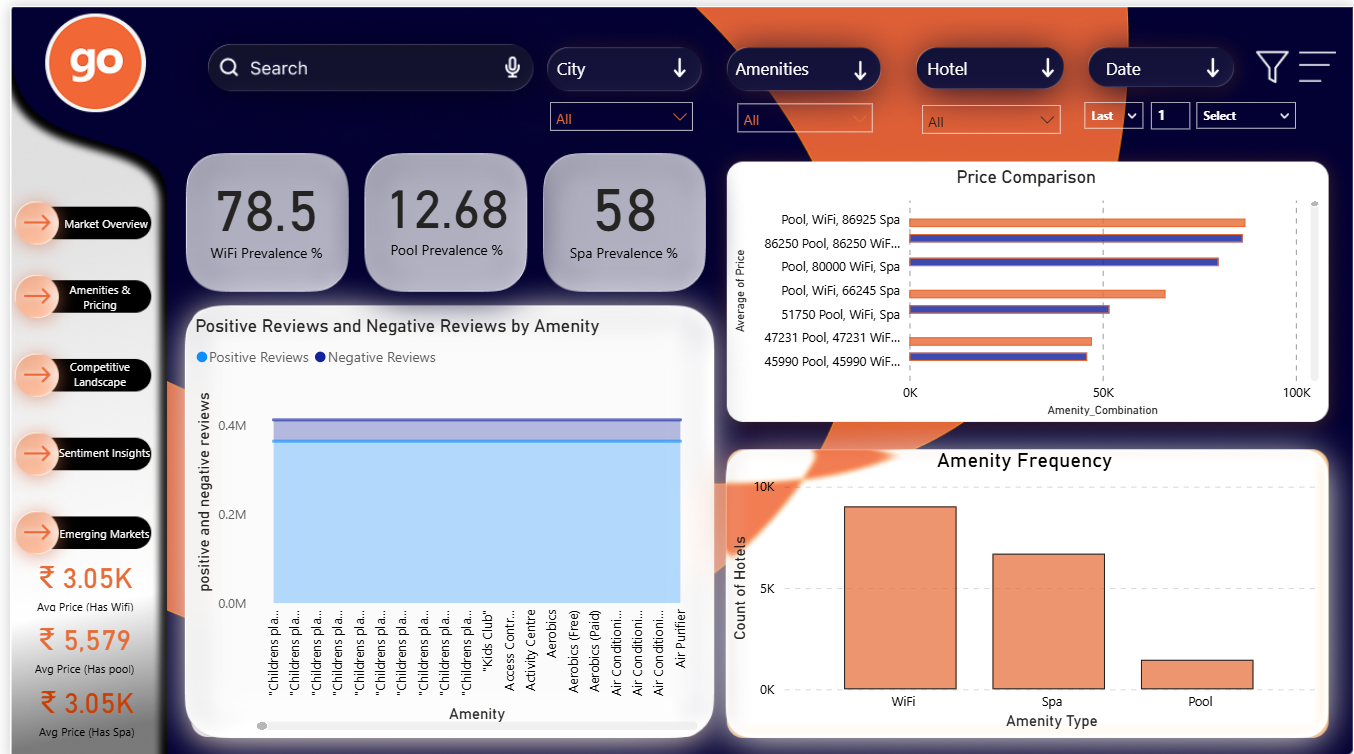 go
Search
City
Amenities
Hotel
Date
All
All
All
Last
1
Select
78.5
WiFi Prevalence %
12.68
Pool Prevalence %
58
Spa Prevalence %
Market Overview
Amenities &
Pricing
Competitive
Landscape
Sentiment Insights
Emerging Markets
₹ 3.05K
Avg Price (Has Wifi)
₹ 5,579
Avg Price (Has pool)
₹ 3.05K
Avg Price (Has Spa)
Positive Reviews and Negative Reviews by Amenity
Positive Reviews
Negative Reviews
positive and negative reviews
0.4M
0.2M
0.0M
"Childrens pla...
"Childrens pla...
"Childrens pla...
"Childrens pla...
"Childrens pla...
"Childrens pla...
"Childrens pla...
"Childrens pla...
"Childrens pla...
"Childrens pla...
"Kids Club"
Access Contr...
Activity Centre
Aerobics
Aerobics (Free)
Aerobics (Paid)
Air Conditioni...
Air Conditioni...
Air Conditioni...
Air Purifier
Amenity
Price Comparison
Average of Price
Pool, WiFi, 86925 Spa
86250 Pool, 86250 WiF...
Pool, 80000 WiFi, Spa
Pool, WiFi, 66245 Spa
51750 Pool, WiFi, Spa
47231 Pool, 47231 WiF...
45990 Pool, 45990 WiF...
0K
50K
100K
Amenity_Combination
Amenity Frequency
Count of Hotels
10K
5K
0K
WiFi
Spa
Pool
Amenity Type